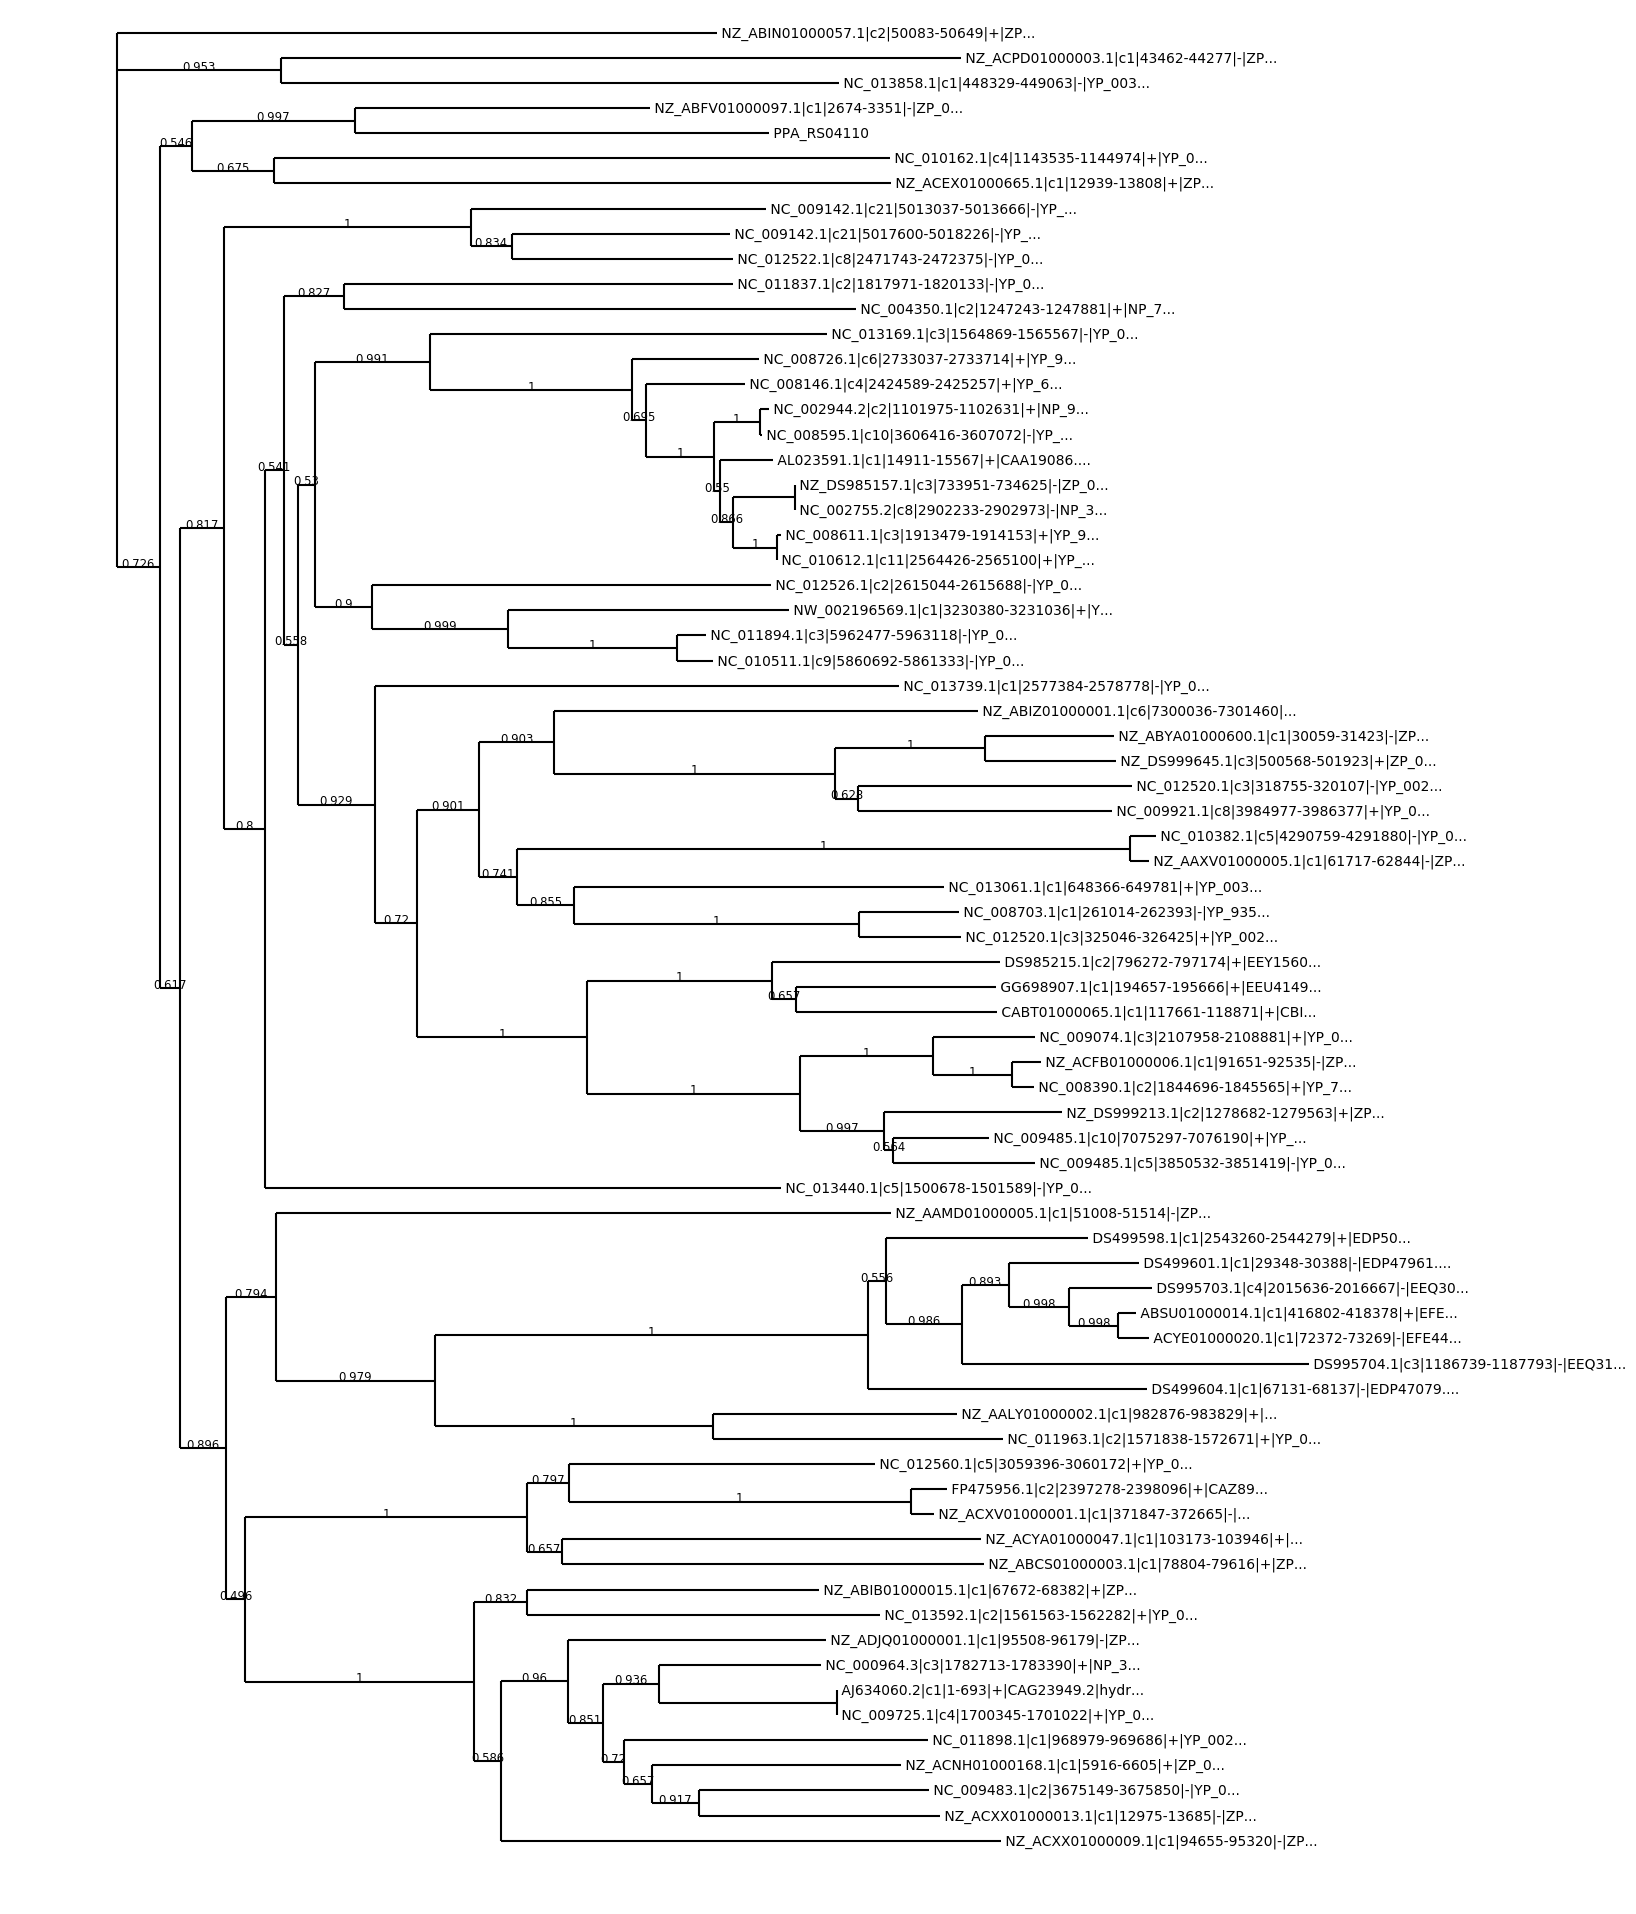 NZ_ABIN01000057.1|c2|50083-50649|+|ZP...
NZ_ACPD01000003.1|c1|43462-44277|-|ZP...
0.953
NC_013858.1|c1|448329-449063|-|YP_003...
NZ_ABFV01000097.1|c1|2674-3351|-|ZP_0...
0.997
PPA_RS04110
0.546
NC_010162.1|c4|1143535-1144974|+|YP_0...
0.675
NZ_ACEX01000665.1|c1|12939-13808|+|ZP...
NC_009142.1|c21|5013037-5013666|-|YP_...
1
NC_009142.1|c21|5017600-5018226|-|YP_...
0.834
NC_012522.1|c8|2471743-2472375|-|YP_0...
NC_011837.1|c2|1817971-1820133|-|YP_0...
0.827
NC_004350.1|c2|1247243-1247881|+|NP_7...
NC_013169.1|c3|1564869-1565567|-|YP_0...
0.991
NC_008726.1|c6|2733037-2733714|+|YP_9...
1
NC_008146.1|c4|2424589-2425257|+|YP_6...
NC_002944.2|c2|1101975-1102631|+|NP_9...
0.695
1
NC_008595.1|c10|3606416-3607072|-|YP_...
1
AL023591.1|c1|14911-15567|+|CAA19086....
0.541
0.53
NZ_DS985157.1|c3|733951-734625|-|ZP_0...
0.55
NC_002755.2|c8|2902233-2902973|-|NP_3...
0.866
0.817
NC_008611.1|c3|1913479-1914153|+|YP_9...
1
NC_010612.1|c11|2564426-2565100|+|YP_...
0.726
NC_012526.1|c2|2615044-2615688|-|YP_0...
0.9
NW_002196569.1|c1|3230380-3231036|+|Y...
0.999
NC_011894.1|c3|5962477-5963118|-|YP_0...
0.558
1
NC_010511.1|c9|5860692-5861333|-|YP_0...
NC_013739.1|c1|2577384-2578778|-|YP_0...
NZ_ABIZ01000001.1|c6|7300036-7301460|...
0.903
NZ_ABYA01000600.1|c1|30059-31423|-|ZP...
1
NZ_DS999645.1|c3|500568-501923|+|ZP_0...
1
NC_012520.1|c3|318755-320107|-|YP_002...
0.628
0.929
0.901
NC_009921.1|c8|3984977-3986377|+|YP_0...
0.8
NC_010382.1|c5|4290759-4291880|-|YP_0...
1
NZ_AAXV01000005.1|c1|61717-62844|-|ZP...
0.741
NC_013061.1|c1|648366-649781|+|YP_003...
0.855
NC_008703.1|c1|261014-262393|-|YP_935...
0.72
1
NC_012520.1|c3|325046-326425|+|YP_002...
DS985215.1|c2|796272-797174|+|EEY1560...
1
0.617
GG698907.1|c1|194657-195666|+|EEU4149...
0.657
CABT01000065.1|c1|117661-118871|+|CBI...
1
NC_009074.1|c3|2107958-2108881|+|YP_0...
1
NZ_ACFB01000006.1|c1|91651-92535|-|ZP...
1
NC_008390.1|c2|1844696-1845565|+|YP_7...
1
NZ_DS999213.1|c2|1278682-1279563|+|ZP...
0.997
NC_009485.1|c10|7075297-7076190|+|YP_...
0.564
NC_009485.1|c5|3850532-3851419|-|YP_0...
NC_013440.1|c5|1500678-1501589|-|YP_0...
NZ_AAMD01000005.1|c1|51008-51514|-|ZP...
DS499598.1|c1|2543260-2544279|+|EDP50...
DS499601.1|c1|29348-30388|-|EDP47961....
0.556
0.893
DS995703.1|c4|2015636-2016667|-|EEQ30...
0.794
0.998
ABSU01000014.1|c1|416802-418378|+|EFE...
0.986
0.998
1
ACYE01000020.1|c1|72372-73269|-|EFE44...
DS995704.1|c3|1186739-1187793|-|EEQ31...
0.979
DS499604.1|c1|67131-68137|-|EDP47079....
NZ_AALY01000002.1|c1|982876-983829|+|...
1
NC_011963.1|c2|1571838-1572671|+|YP_0...
0.896
NC_012560.1|c5|3059396-3060172|+|YP_0...
0.797
FP475956.1|c2|2397278-2398096|+|CAZ89...
1
NZ_ACXV01000001.1|c1|371847-372665|-|...
1
NZ_ACYA01000047.1|c1|103173-103946|+|...
0.657
NZ_ABCS01000003.1|c1|78804-79616|+|ZP...
NZ_ABIB01000015.1|c1|67672-68382|+|ZP...
0.496
0.832
NC_013592.1|c2|1561563-1562282|+|YP_0...
NZ_ADJQ01000001.1|c1|95508-96179|-|ZP...
NC_000964.3|c3|1782713-1783390|+|NP_3...
1
0.96
0.936
AJ634060.2|c1|1-693|+|CAG23949.2|hydr...
NC_009725.1|c4|1700345-1701022|+|YP_0...
0.851
NC_011898.1|c1|968979-969686|+|YP_002...
0.586
0.72
NZ_ACNH01000168.1|c1|5916-6605|+|ZP_0...
0.657
NC_009483.1|c2|3675149-3675850|-|YP_0...
0.917
NZ_ACXX01000013.1|c1|12975-13685|-|ZP...
NZ_ACXX01000009.1|c1|94655-95320|-|ZP...